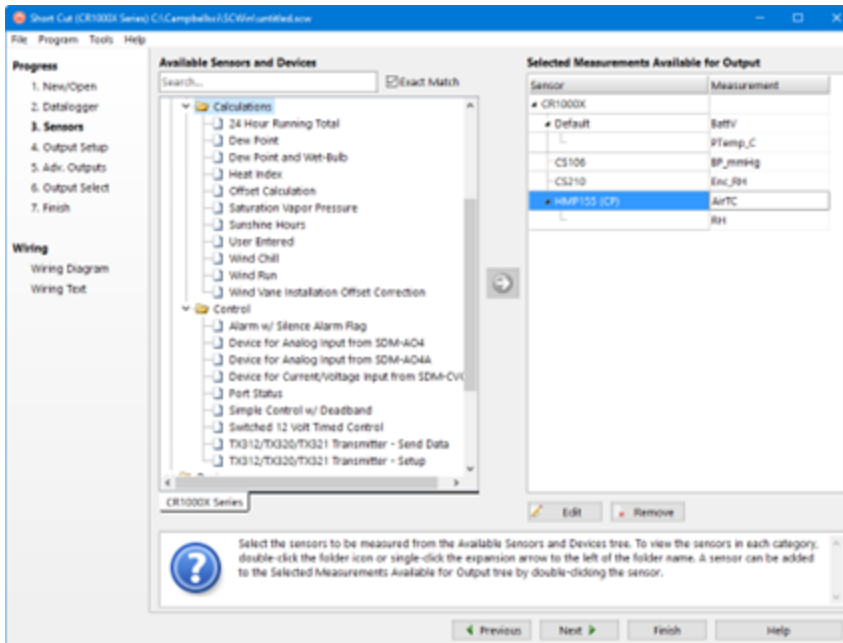 Short Cut (CR1000X Series) C:\Campbellsci\SCWin\untitled.scw
File Program Tools Help
Progress
1. New/Open
2. Datalogger
3. Sensors
4. Output Setup
5. Adv. Outputs
6. Output Select
7. Finish
Wiring
Wiring Diagram
Wiring Text
Available Sensors and Devices
Search...
Exact Match
Calculations
24 Hour Running Total
Dew Point
Dew Point and Wet-Bulb
Heat Index
Offset Calculation
Saturation Vapor Pressure
Sunshine Hours
User Entered
Wind Chill
Wind Run
Wind Vane Installation Offset Correction
Control
Alarm w/ Silence Alarm Flag
Device for Analog Input from SDM-AO4
Device for Analog Input from SDM-AO4A
Device for Current/Voltage Input from SDM-CVO
Port Status
Simple Control w/ Deadband
Switched 12 Volt Timed Control
TX312/TX320/TX321 Transmitter - Send Data
TX312/TX320/TX321 Transmitter - Setup
CR1000X Series
Selected Measurements Available for Output
Sensor Measurement
CR1000X
Default BattV
PTemp_C
CS106 BP_mmHg
CS210 Enc_RH
HMP155 (CP) AirTC
RH
Edit Remove
Select the sensors to be measured from the Available Sensors and Devices tree. To view the sensors in each category,
double-click the folder icon or single-click the expansion arrow to the left of the folder name. A sensor can be added
to the Selected Measurements Available for Output tree by double-clicking the sensor.
Previous Next Finish Help